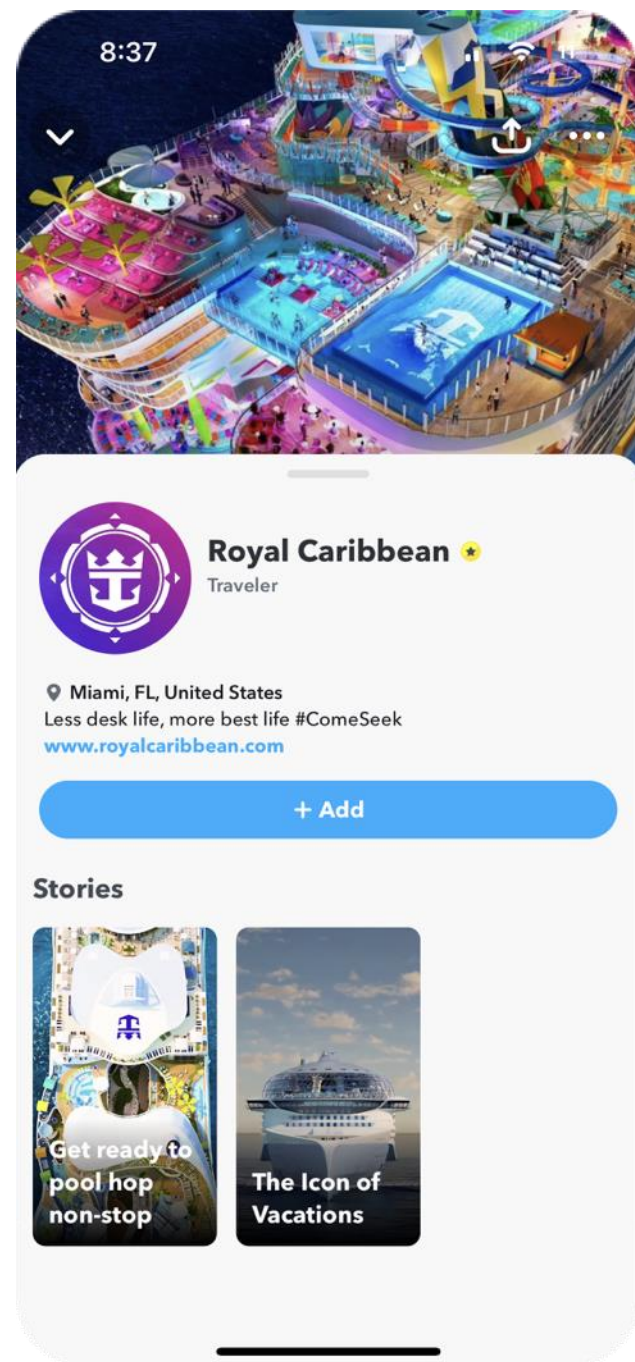 8:37
Royal Caribbean
Traveler
Miami, FL, United States
Less desk life, more best life #ComeSeek
www.royalcaribbean.com
+ Add
Stories
Get ready to
pool hop
non-stop
The Icon of
Vacations